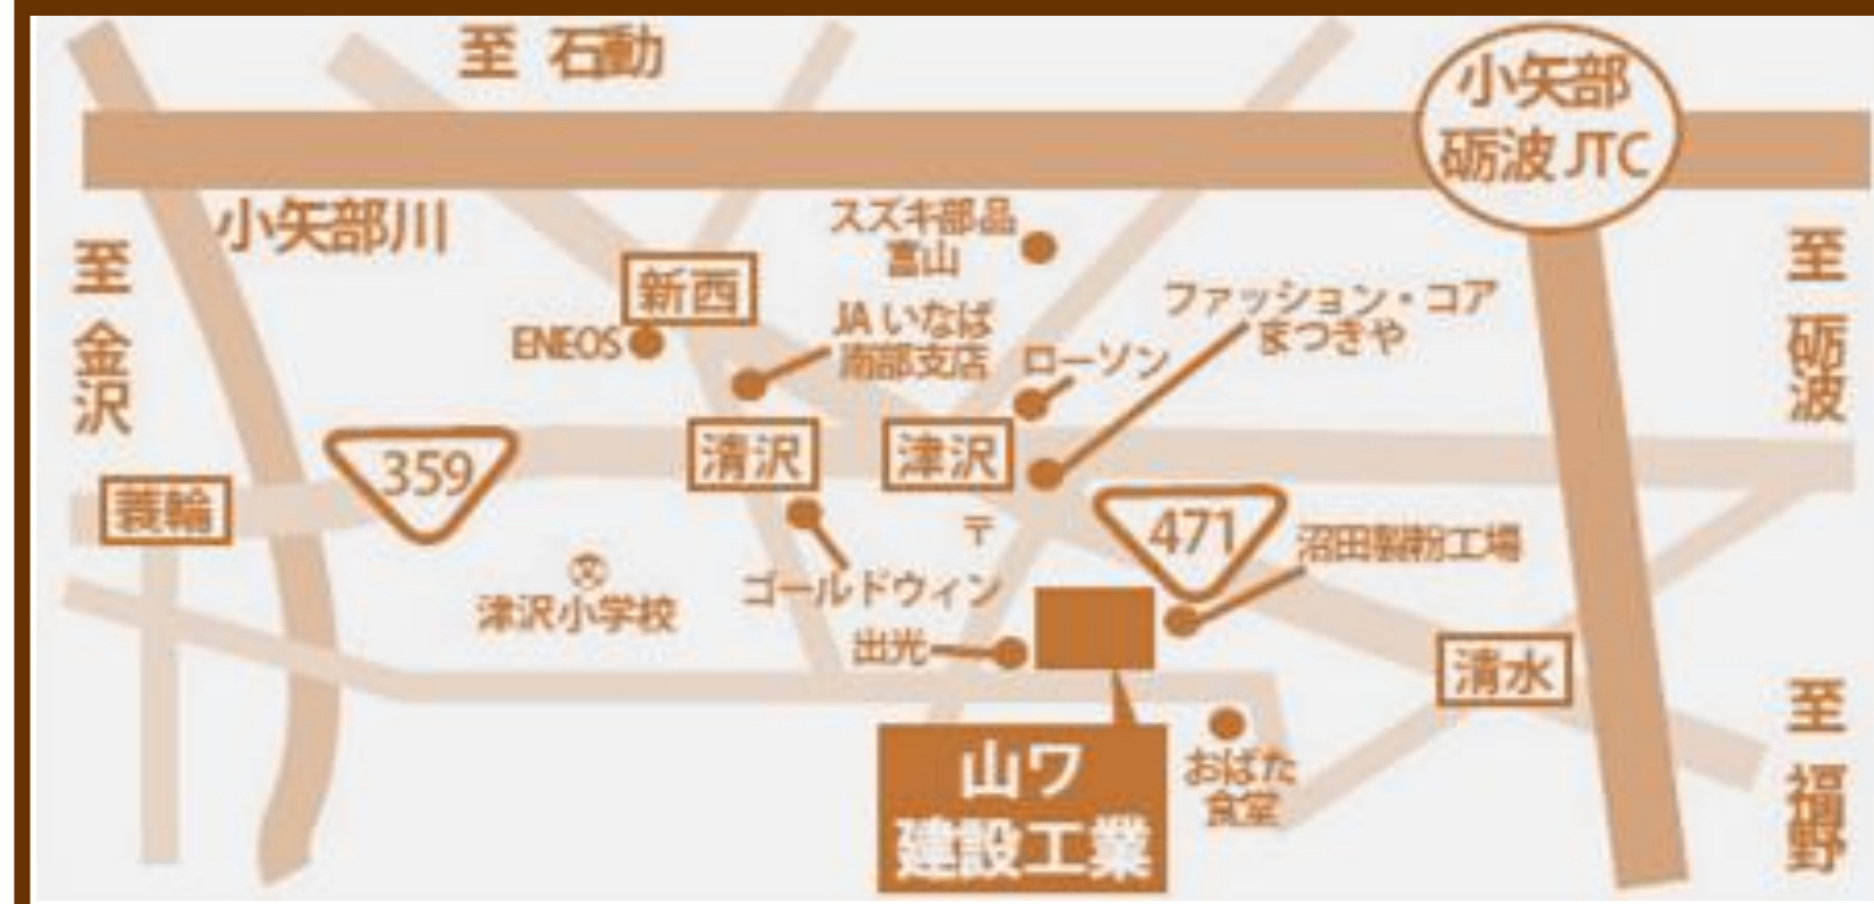 至 石動
小矢部
砺波 JTC
小矢部川
スズキ部品
富山
至 金沢
至 砺波
新西
ENEOS
JA いなば
南部支店
ファッション・コア
まつきや
ローソン
清沢
津沢
359
蓑輪
〒
471
沼田製粉工場
文
津沢小学校
ゴールドウィン
出光
清水
至 福野
山ワ
建設工業
おばた
食堂